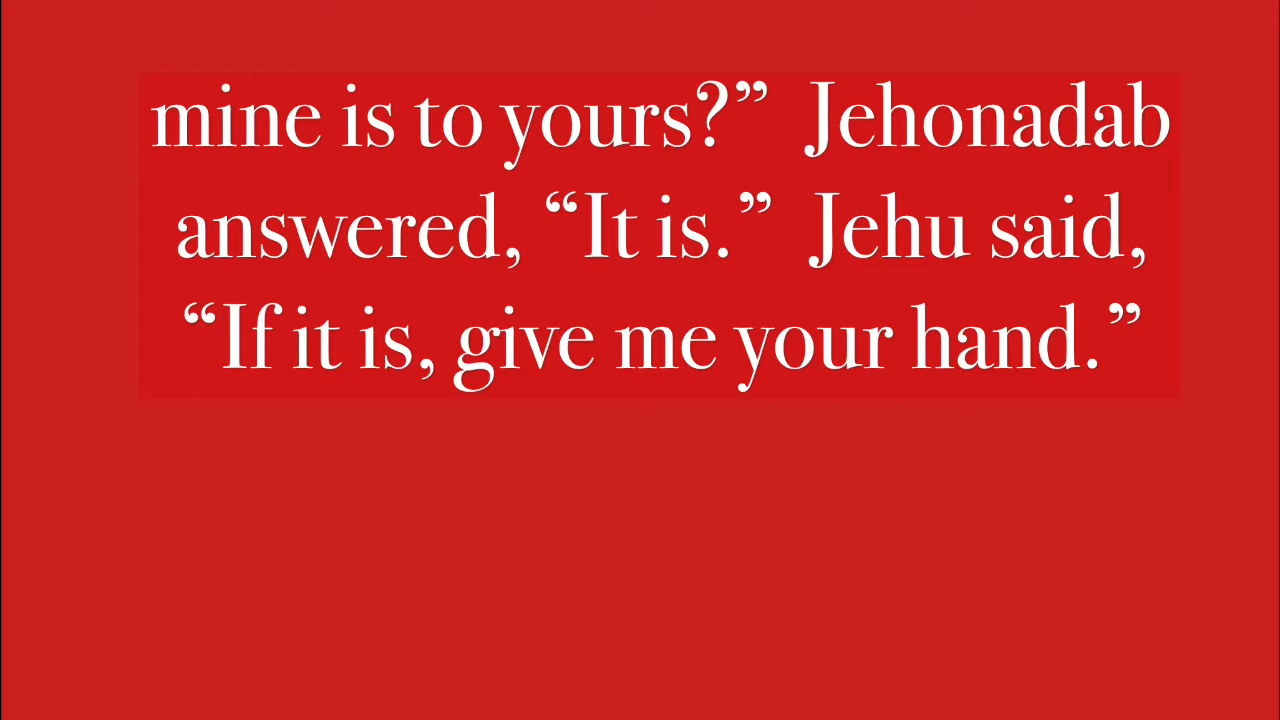 mine is to yours?” Jehonadab
answered, “It is.” Jehu said,
“If it is, give me your hand.”